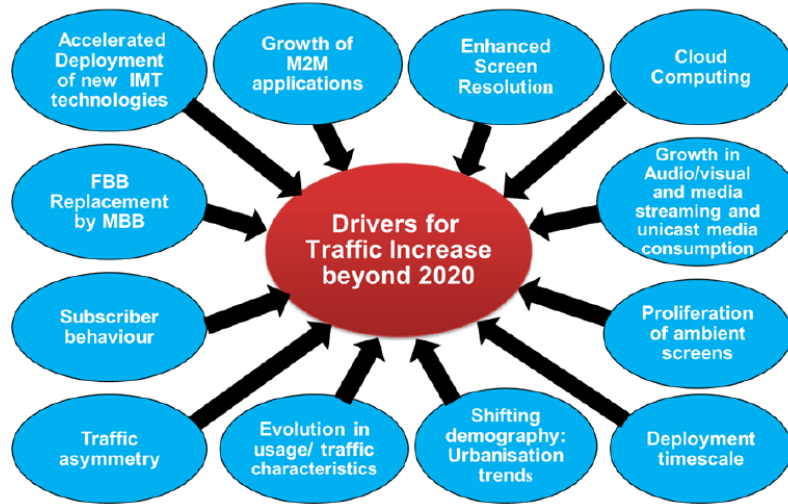 Accelerated
Deployment
of new IMT
technologies
Growth of
M2M
applications
Enhanced
Screen
Resolution
Cloud
Computing
FBB
Replacement
by MBB
Drivers for
Traffic Increase
beyond 2020
Growth in
Audio/visual
and media
streaming and
unicast media
consumption
Subscriber
behaviour
Proliferation
of ambient
screens
Traffic
asymmetry
Evolution in
usage/ traffic
characteristics
Shifting
demography:
Urbanisation
trends
Deployment
timescale